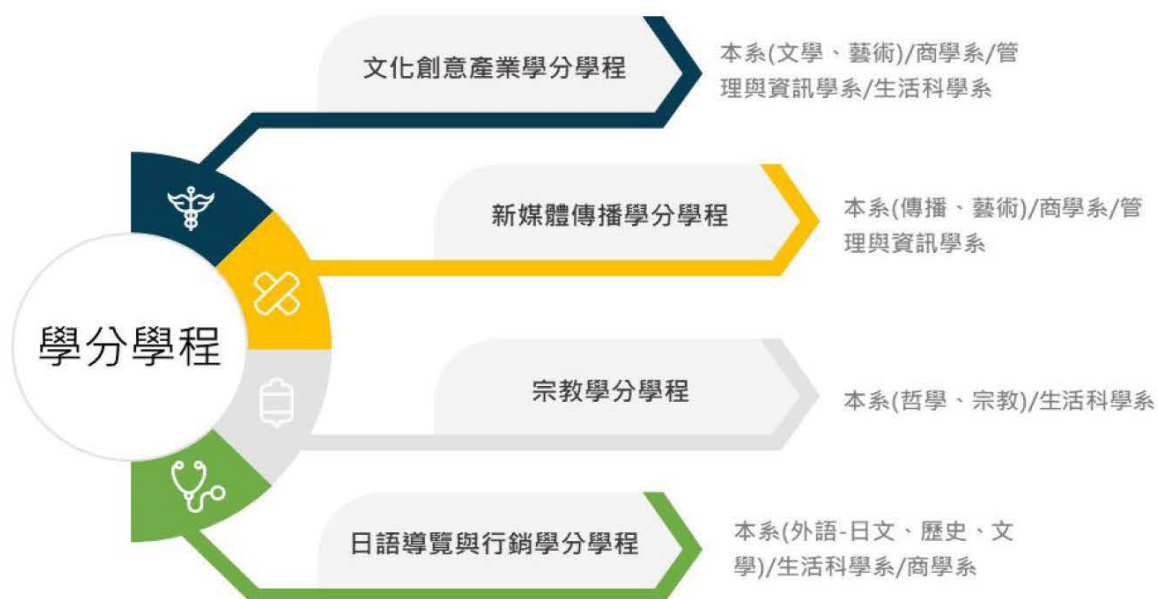 學分學程
文化創意產業學分學程
本系(文學、藝術)/商學系/管
理與資訊學系/生活科學系
新媒體傳播學分學程
本系(傳播、藝術)/商學系/管
理與資訊學系
宗教學分學程
本系(哲學、宗教)/生活科學系
日語導覽與行銷學分學程
本系(外語-日文、歷史、文
學)/生活科學系/商學系